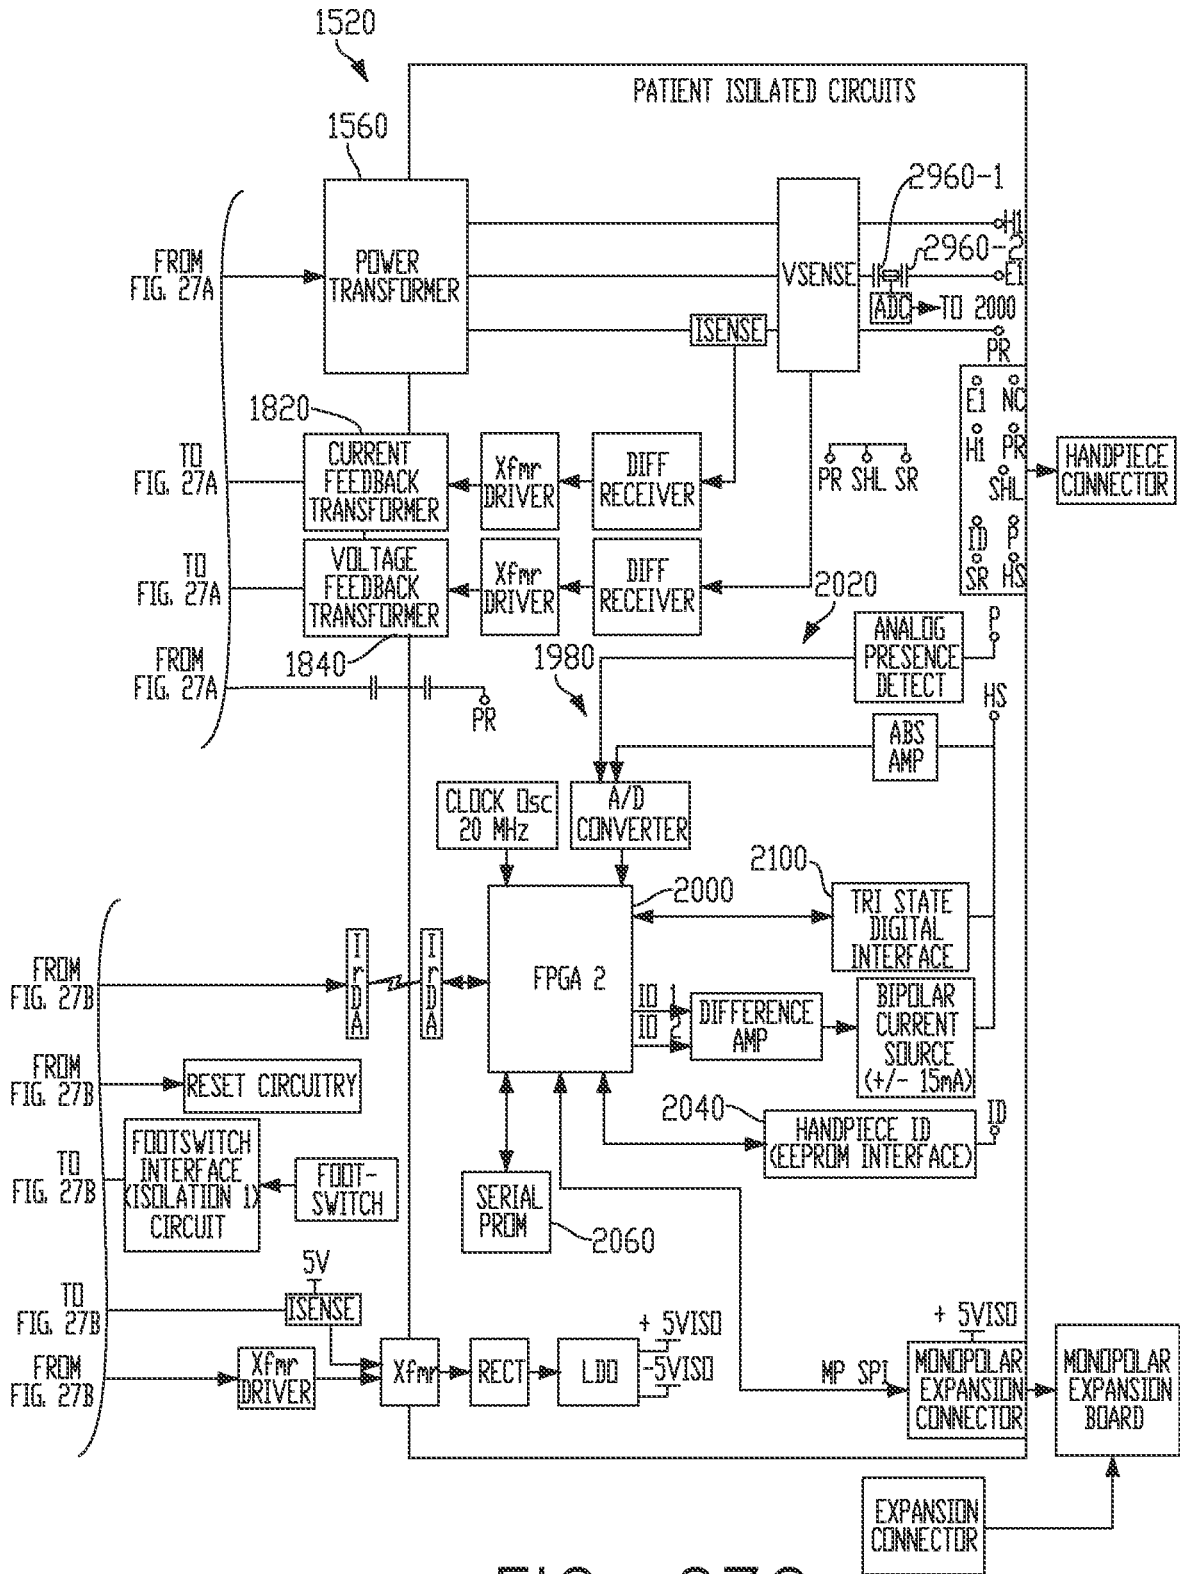 1520
PATIENT ISOLATED CIRCUITS
1560
2960-1
H1
2960-2
FROM
FIG. 27A
POWER
TRANSFORMER
VSENSE
E1
ADC
TO 2000
ISENSE
PR
1820
E1 NC
TO
FIG. 27A
CURRENT
FEEDBACK
TRANSFORMER
Xfmr
DRIVER
DIFF
RECEIVER
PR SHL SR
H1 PR
SHL
HANDPIECE
CONNECTOR
ID P
SR HS
TO
FIG. 27A
VOLTAGE
FEEDBACK
TRANSFORMER
Xfmr
DRIVER
DIFF
RECEIVER
2020
P
ANALOG
PRESENCE
DETECT
1840
1980
FROM
FIG. 27A
PR
HS
ABS
AMP
CLOCK Osc
20 MHz
A/D
CONVERTER
2100
2000
TRI STATE
DIGITAL
INTERFACE
FROM
FIG. 27B
IrDA
IrDA
FPGA 2
IO 1
IO 2
DIFFERENCE
AMP
BIPOLAR
CURRENT
SOURCE
(+/- 15mA)
FROM
FIG. 27B
RESET CIRCUITRY
2040
HANDPIECE ID
(EEPROM INTERFACE)
ID
TO
FIG. 27B
FOOTSWITCH
INTERFACE
(ISOLATION 1)
CIRCUIT
FOOT-
SWITCH
SERIAL
PROM
2060
5V
TO
FIG. 27B
ISENSE
+ 5VISO
-5VISO
+ 5VISO
FROM
FIG. 27B
Xfmr
DRIVER
Xfmr
RECT
LDO
MP SPI
MONOPOLAR
EXPANSION
CONNECTOR
MONOPOLAR
EXPANSION
BOARD
EXPANSION
CONNECTOR